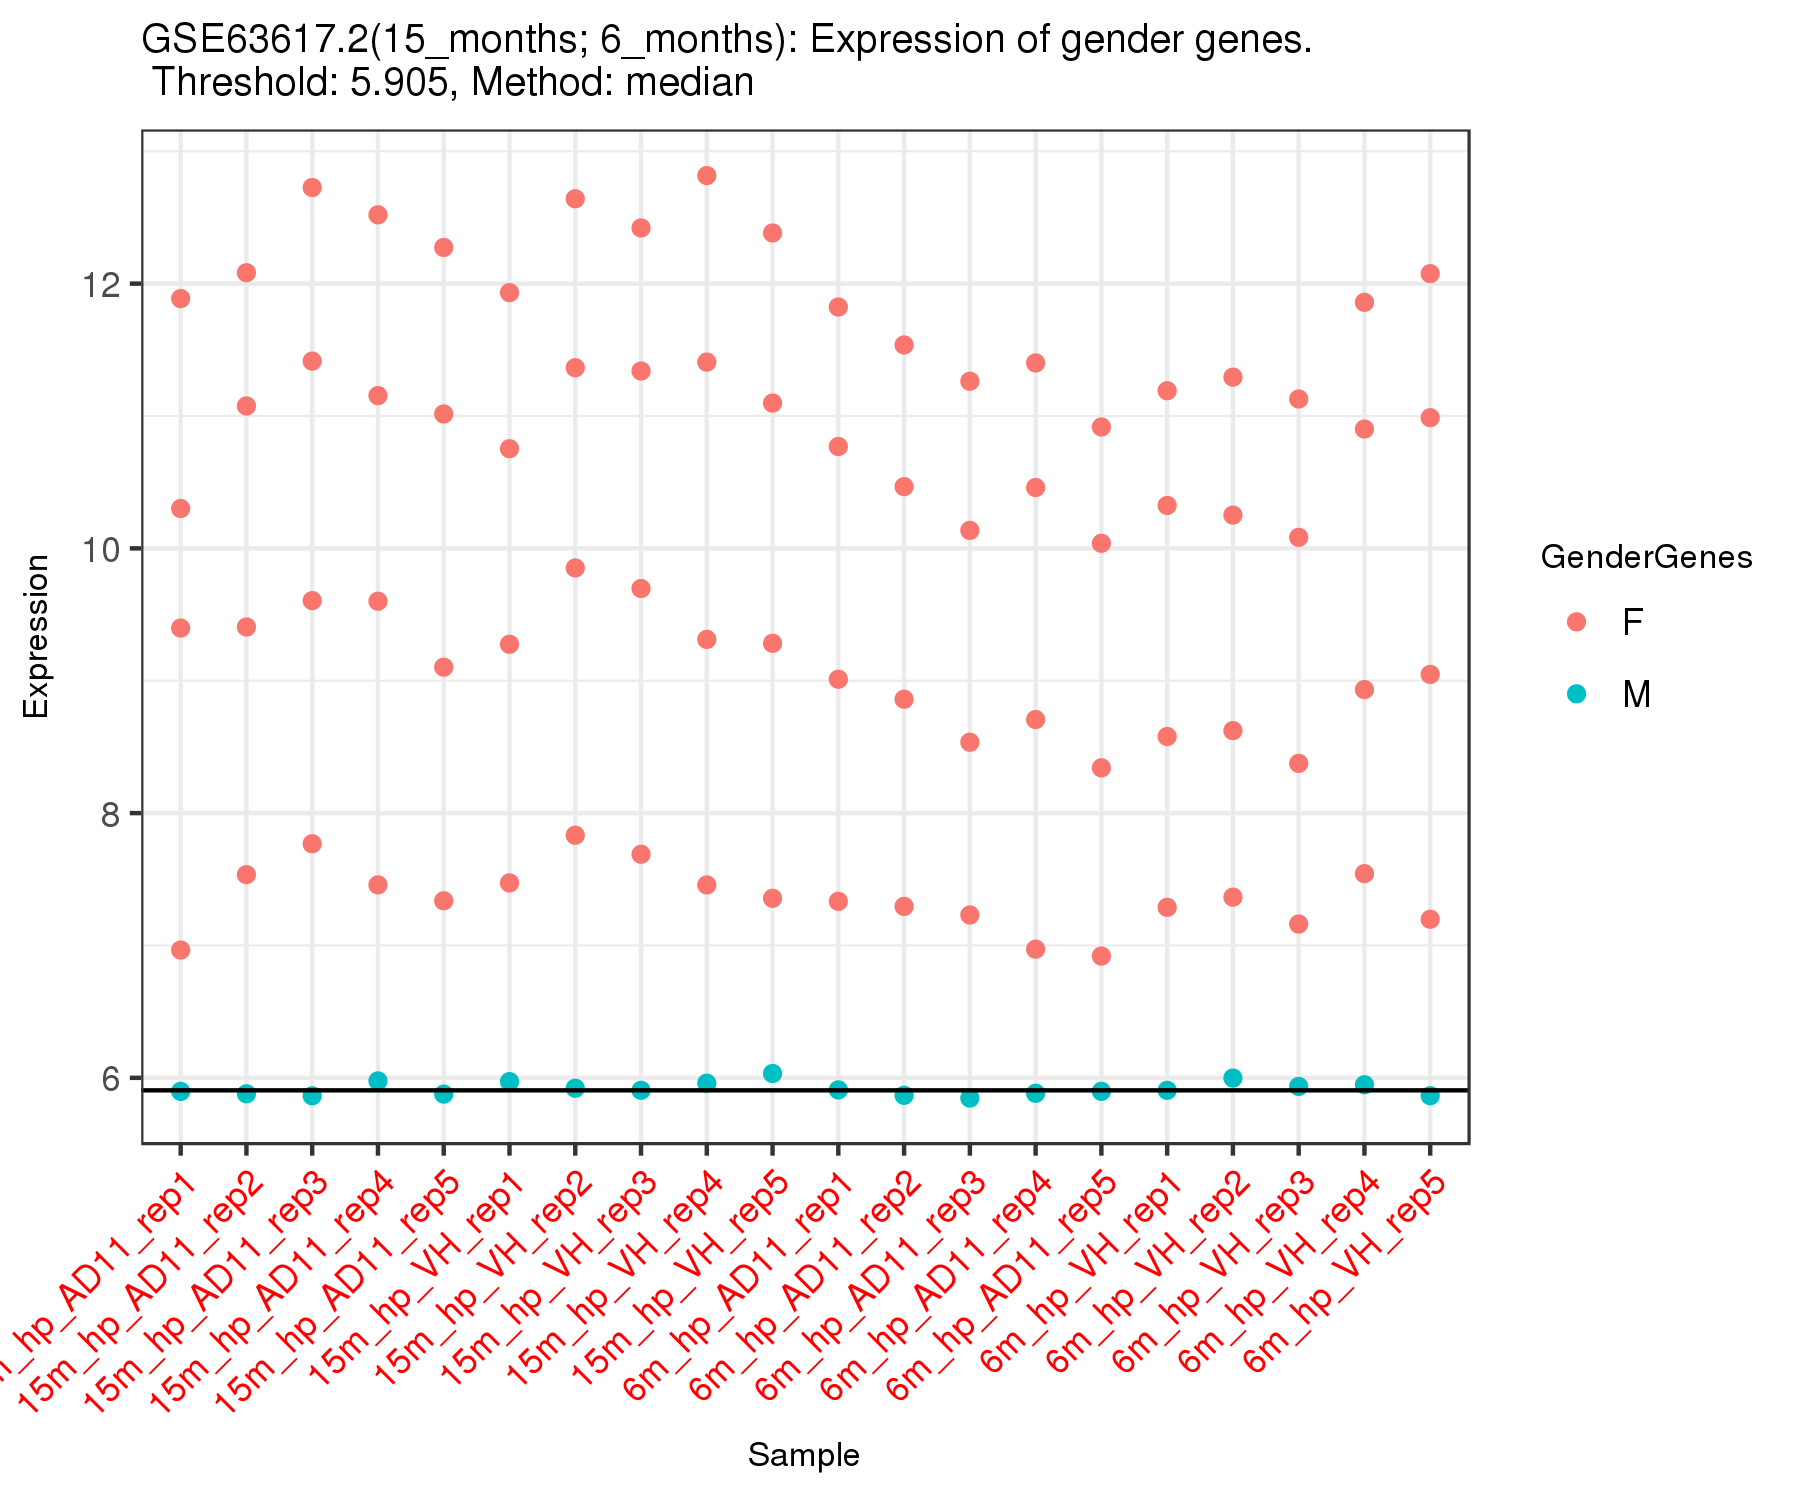 GSE63617.2(15_months; 6_months): Expression of gender genes.
Threshold: 5.905, Method: median
12
10
8
6
Expression
GenderGenes
F
M
_hp_AD11_rep1
15m_hp_AD11_rep2
15m_hp_AD11_rep3
15m_hp_AD11_rep4
15m_hp_AD11_rep5
15m_hp_VH_rep1
15m_hp_VH_rep2
15m_hp_VH_rep3
15m_hp_VH_rep4
15m_hp_VH_rep5
6m_hp_AD11_rep1
6m_hp_AD11_rep2
6m_hp_AD11_rep3
6m_hp_AD11_rep4
6m_hp_AD11_rep5
6m_hp_VH_rep1
6m_hp_VH_rep2
6m_hp_VH_rep3
6m_hp_VH_rep4
6m_hp_VH_rep5
Sample